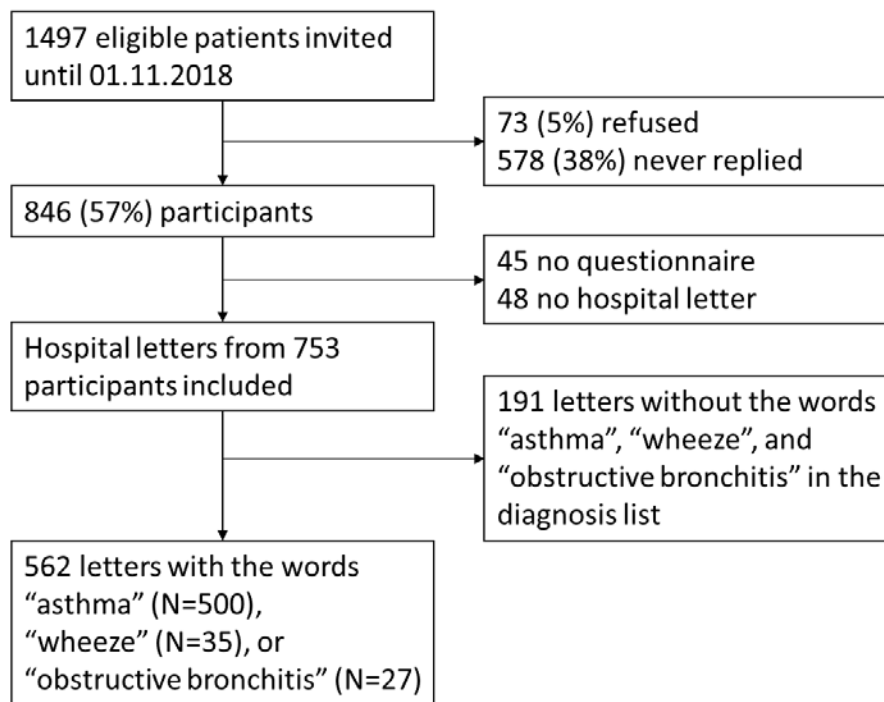 1497 eligible patients invited
until 01.11.2018
73 (5%) refused
578 (38%) never replied
846 (57%) participants
45 no questionnaire
48 no hospital letter
Hospital letters from 753
participants included
191 letters without the words
“asthma”, “wheeze”, and
“obstructive bronchitis” in the
diagnosis list
562 letters with the words
“asthma” (N=500),
“wheeze” (N=35), or
“obstructive bronchitis” (N=27)